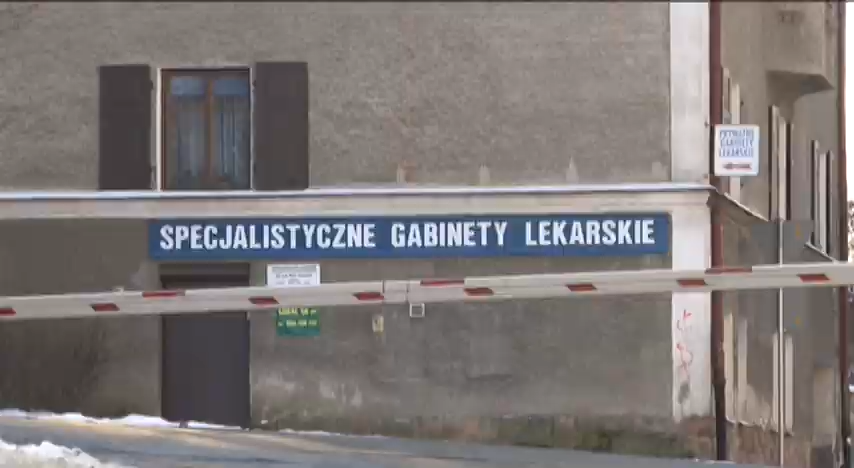 PRYWATNE
GABINETY
LEKARSKIE
SPECJALISTYCZNE GABINETY LEKARSKIE